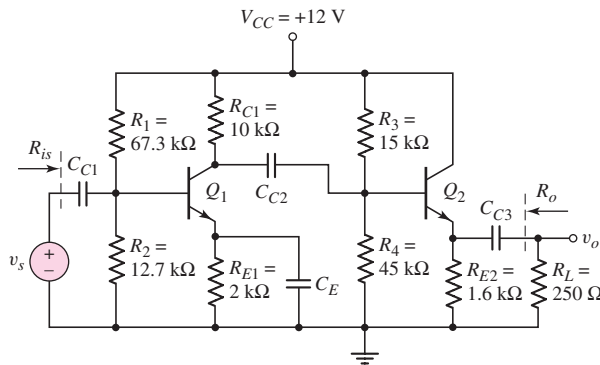 V_CC = +12 V
R_1 =
67.3 kΩ
R_C1 =
10 kΩ
R_3 =
15 kΩ
R_is
C_C1
Q_1
C_C2
Q_2
C_C3
R_o
v_o
v_s
+
−
R_2 =
12.7 kΩ
R_E1 =
2 kΩ
C_E
R_4 =
45 kΩ
R_E2 =
1.6 kΩ
R_L =
250 Ω